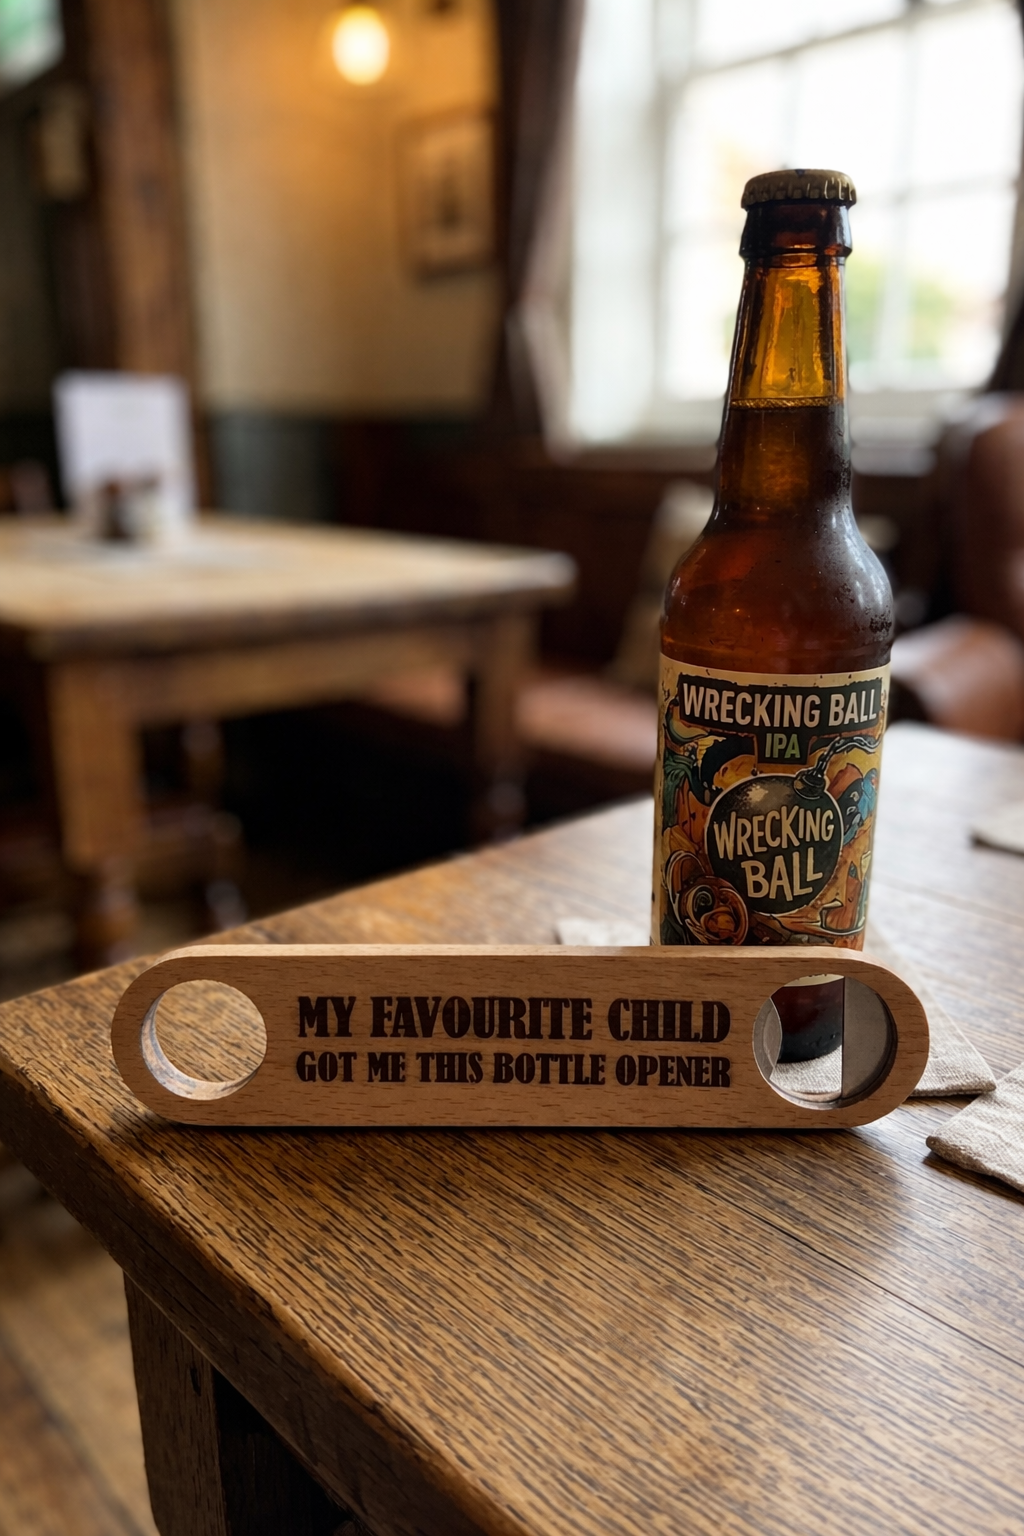 WRECKING BALL
IPA
WRECKING
BALL
MY FAVOURITE CHILD
GOT ME THIS BOTTLE OPENER